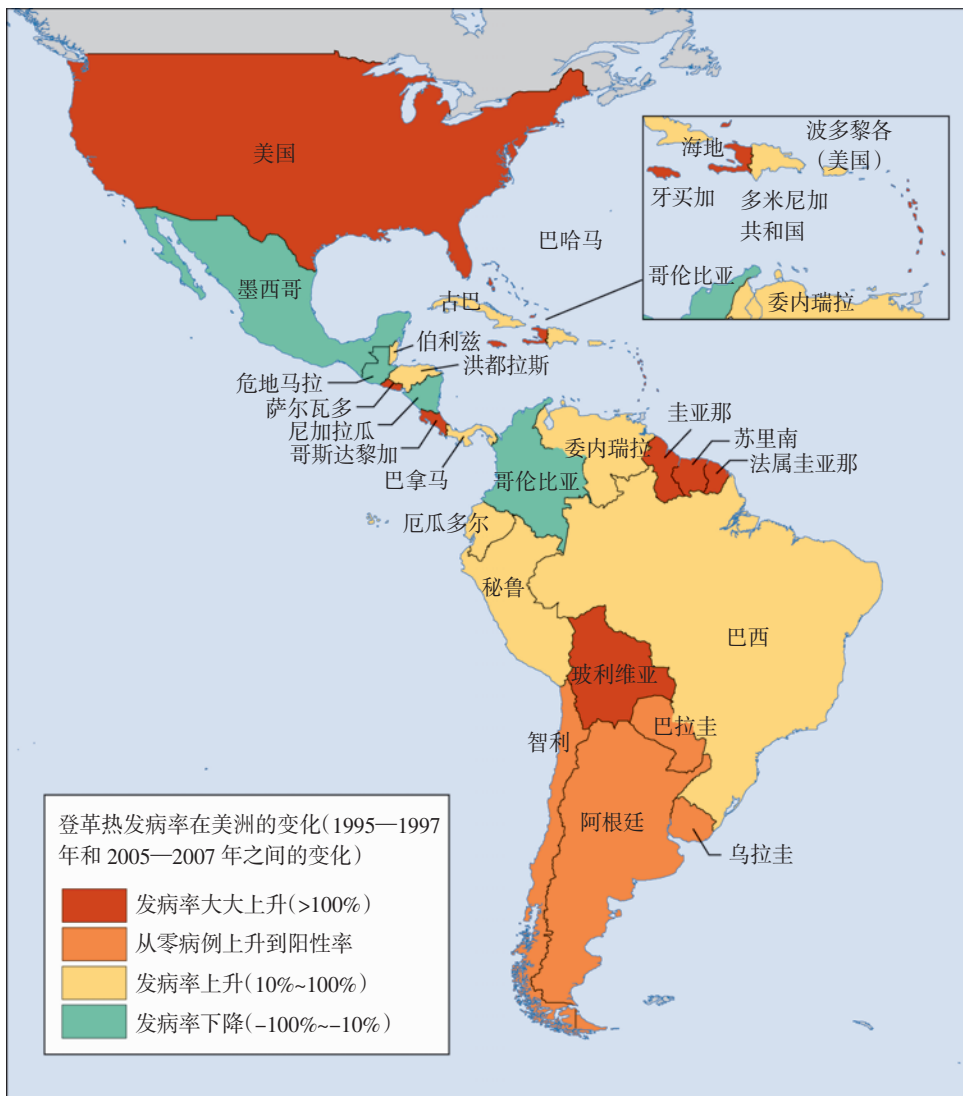 美国
墨西哥
巴哈马
古巴
伯利兹
洪都拉斯
危地马拉
萨尔瓦多
尼加拉瓜
哥斯达黎加
巴拿马
哥伦比亚
海地
波多黎各
（美国）
牙买加
多米尼加
共和国
哥伦比亚
委内瑞拉
委内瑞拉
圭亚那
苏里南
法属圭亚那
厄瓜多尔
秘鲁
巴西
玻利维亚
巴拉圭
智利
阿根廷
乌拉圭
登革热发病率在美洲的变化（1995—1997
年和 2005—2007 年之间的变化）
发病率大大上升（>100%）
从零病例上升到阳性率
发病率上升（10%~100%）
发病率下降（-100%~-10%）